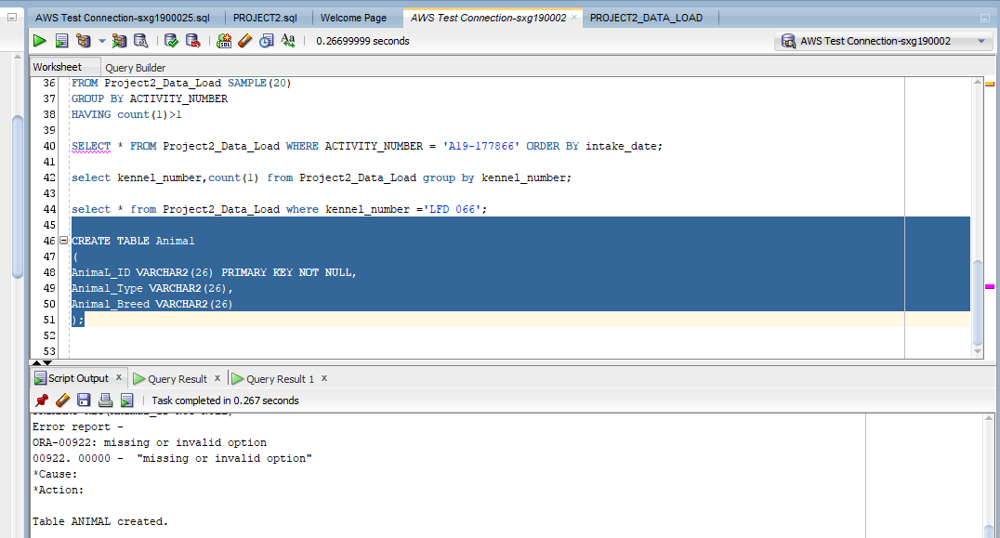 AWS Test Connection-sxg1900025.sql PROJECT2.sql Welcome Page AWS Test Connection-sxg190002 PROJECT2_DATA_LOAD
0.26699999 seconds AWS Test Connection-sxg190002
Worksheet Query Builder
36 FROM Project2_Data_Load SAMPLE(20)
37 GROUP BY ACTIVITY_NUMBER
38 HAVING count(1)>1
39
40 SELECT * FROM Project2_Data_Load WHERE ACTIVITY_NUMBER = 'A19-177866' ORDER BY intake_date;
41
42 select kennel_number,count(1) from Project2_Data_Load group by kennel_number;
43
44 select * from Project2_Data_Load where kennel_number ='LFD 066';
45
46 CREATE TABLE Animal
47 (
48 AnimaL_ID VARCHAR2(26) PRIMARY KEY NOT NULL,
49 Animal_Type VARCHAR2(26),
50 Animal_Breed VARCHAR2(26)
51 );
52
53
Script Output x Query Result x Query Result 1 x
Task completed in 0.267 seconds
Error report -
ORA-00922: missing or invalid option
00922. 00000 - "missing or invalid option"
*Cause:
*Action:
Table ANIMAL created.